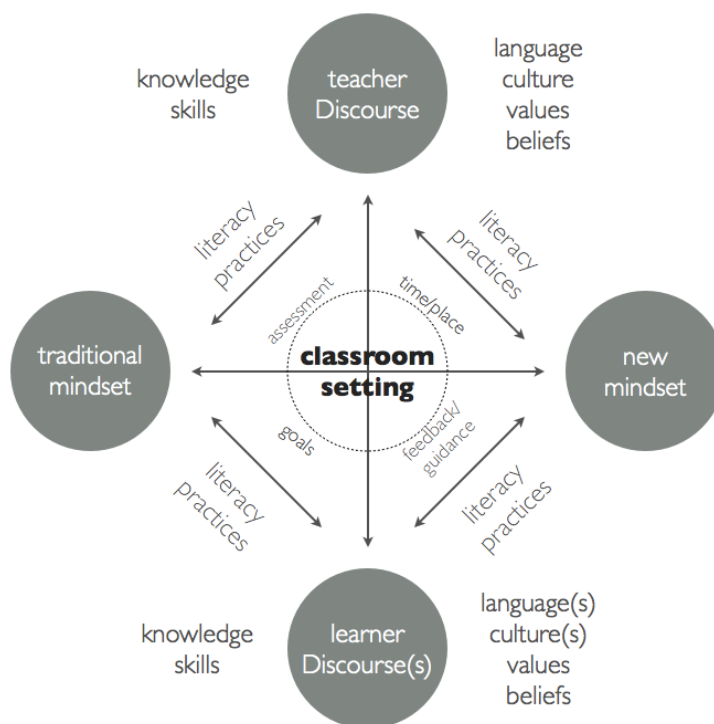 knowledge
skills
teacher
Discourse
language
culture
values
beliefs
literacy
practices
literacy
practices
assessment
time/place
traditional
mindset
classroom
setting
new
mindset
goals
feedback/
guidance
literacy
practices
literacy
practices
knowledge
skills
learner
Discourse(s)
language(s)
culture(s)
values
beliefs